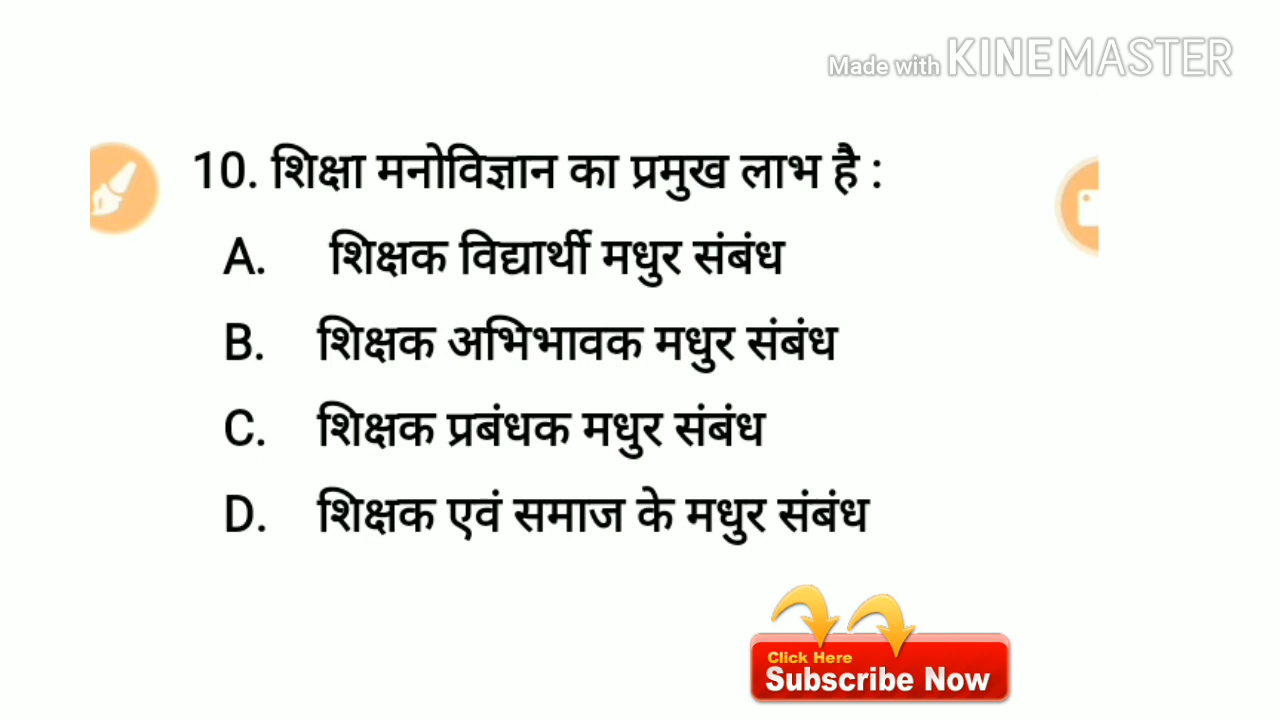 Made with KINEMASTER
10. शिक्षा मनोविज्ञान का प्रमुख लाभ है :
A. शिक्षक विद्यार्थी मधुर संबंध
B. शिक्षक अभिभावक मधुर संबंध
C. शिक्षक प्रबंधक मधुर संबंध
D. शिक्षक एवं समाज के मधुर संबंध
Click Here
Subscribe Now